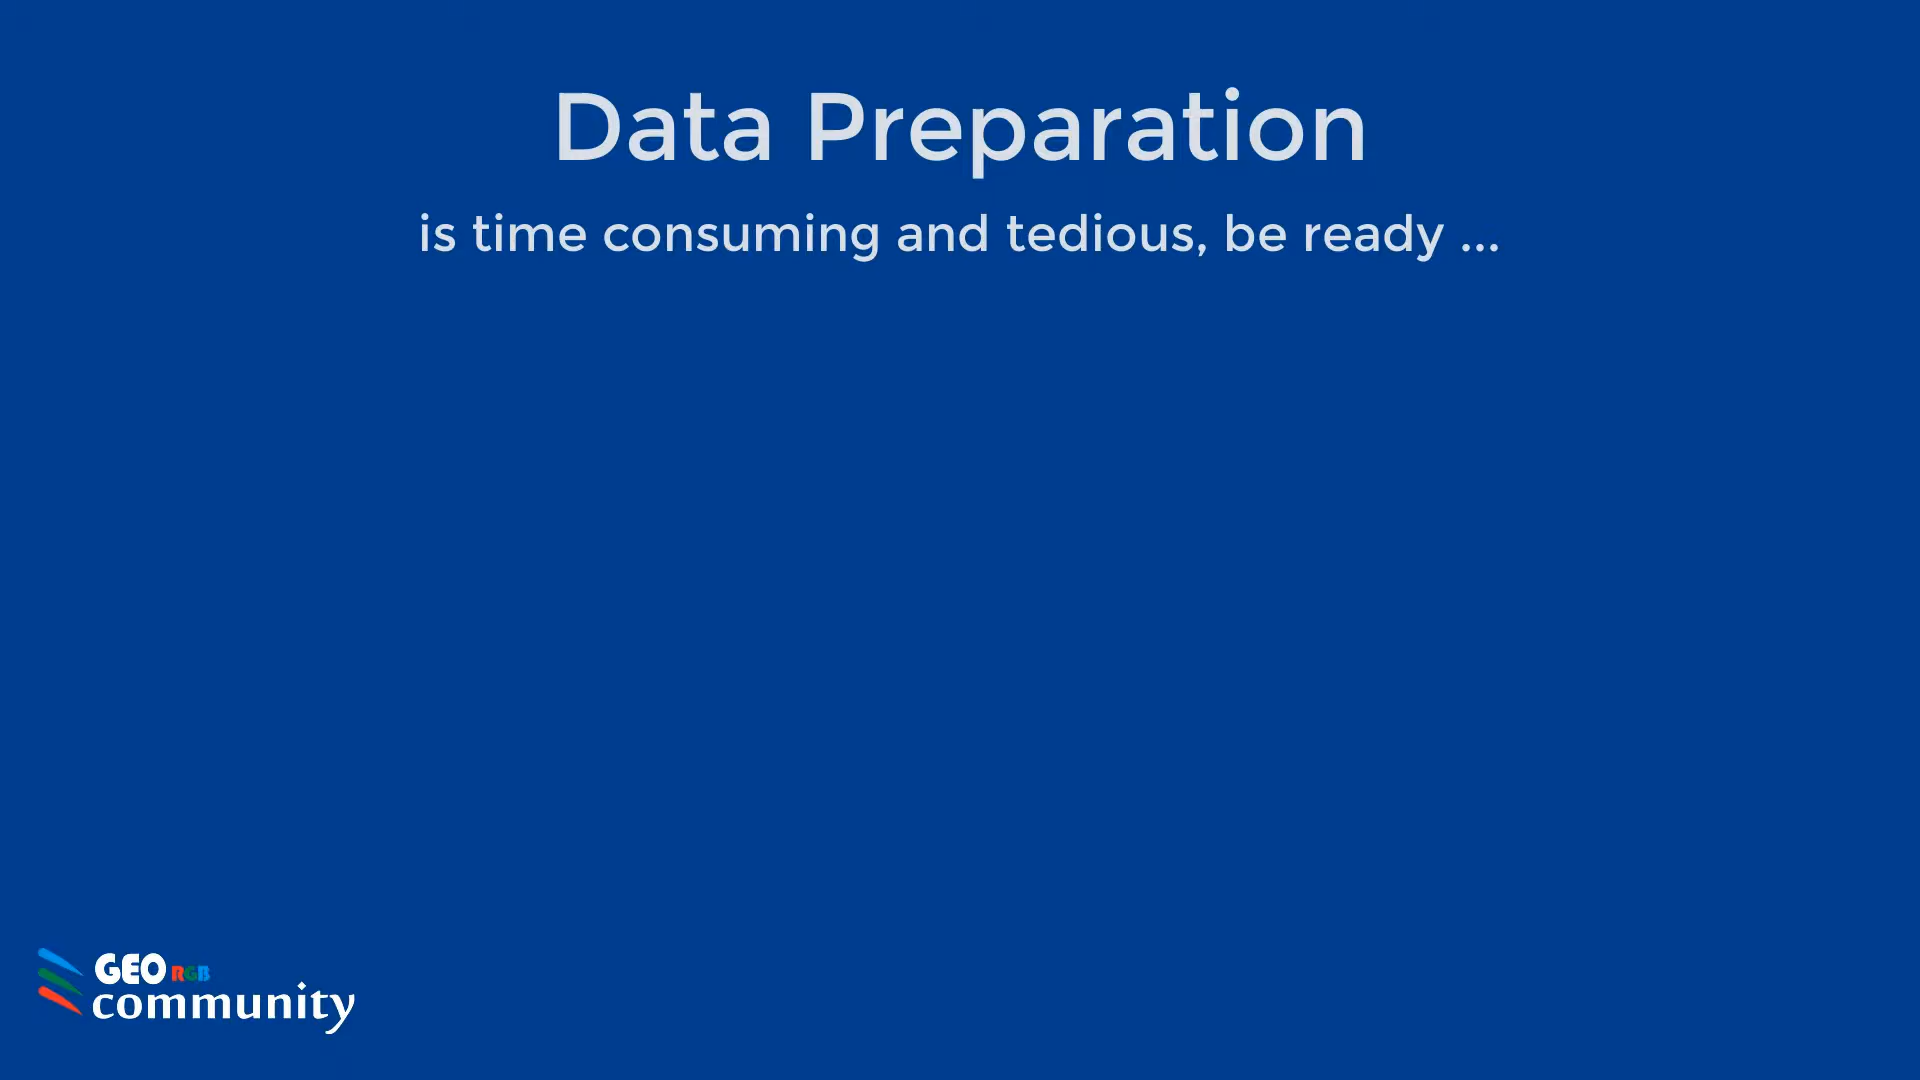 Data Preparation
is time consuming and tedious, be ready ...
GEO RGB
community